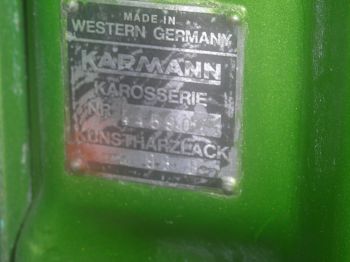 MADE IN
WESTERN GERMANY
KARMANN
KAROSSERIE
NR
KUNSTHARZLACK